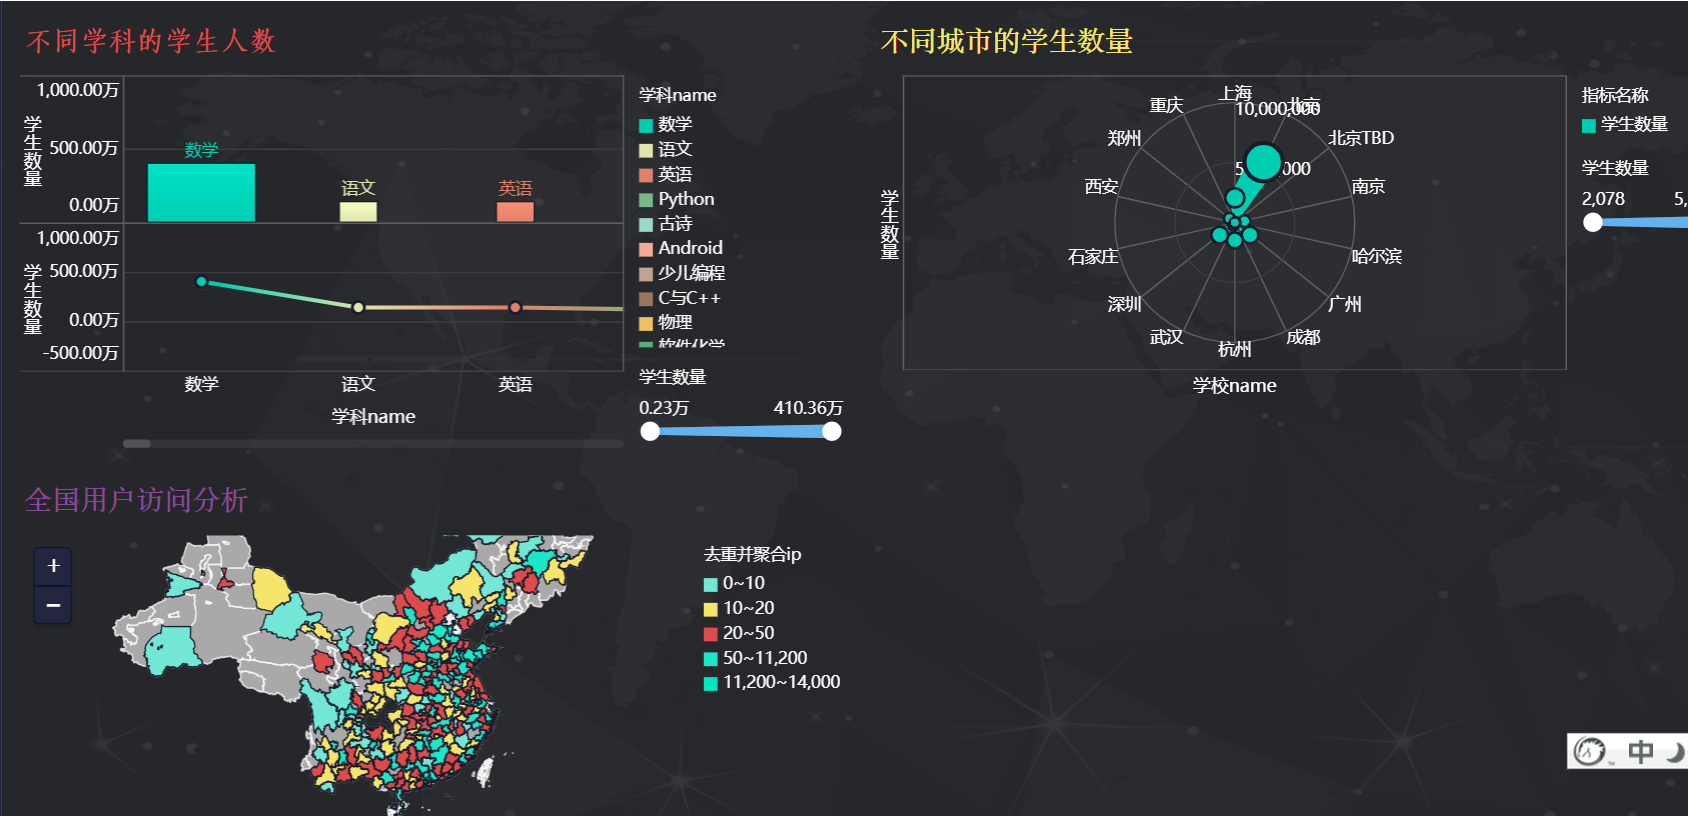 不同学科的学生人数
1,000.00万
500.00万
0.00万
学生数量
数学
语文
英语
1,000.00万
500.00万
0.00万
-500.00万
学生数量
数学
语文
英语
学科name
学科name
数学
语文
英语
Python
古诗
Android
少儿编程
C与C++
物理
软件化学
学生数量
0.23万
410.36万
不同城市的学生数量
学生数量
上海
10,000,000
北京
北京TBD
南京
哈尔滨
广州
成都
杭州
武汉
深圳
石家庄
西安
郑州
重庆
学校name
指标名称
学生数量
学生数量
2,078
5,
全国用户访问分析
+
−
去重并聚合ip
0~10
10~20
20~50
50~11,200
11,200~14,000
中